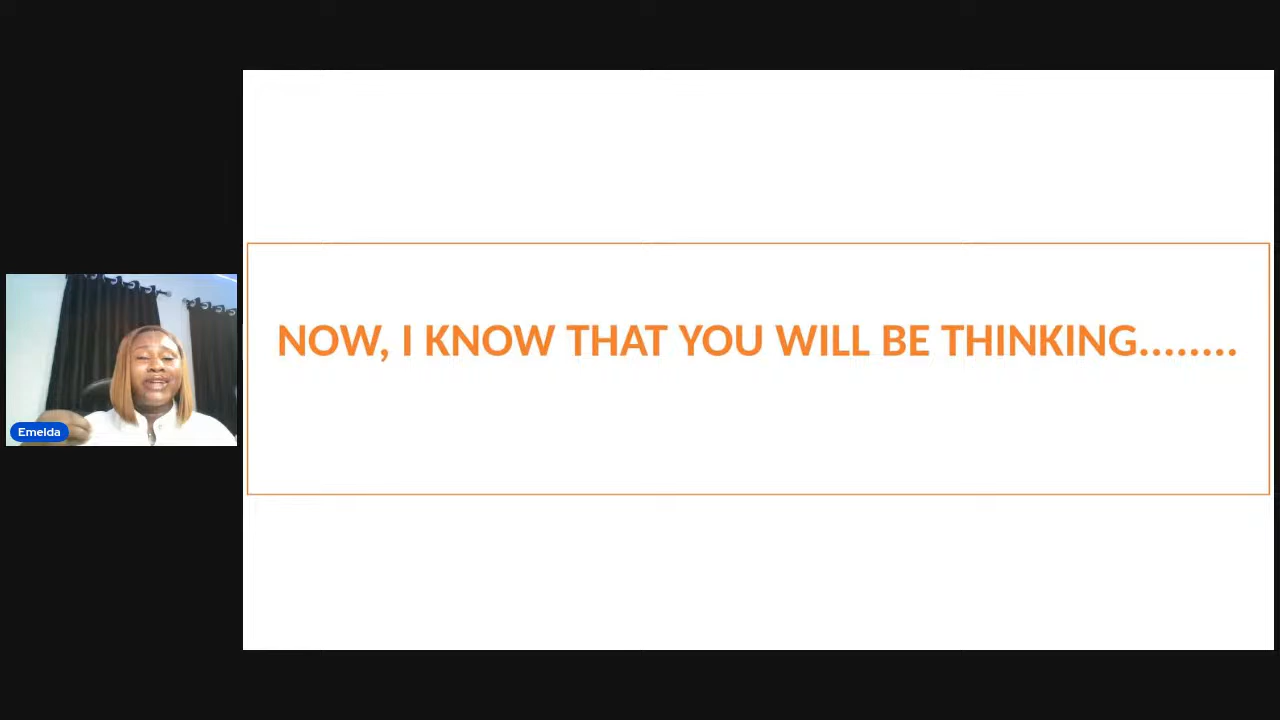 Emelda
NOW, I KNOW THAT YOU WILL BE THINKING........